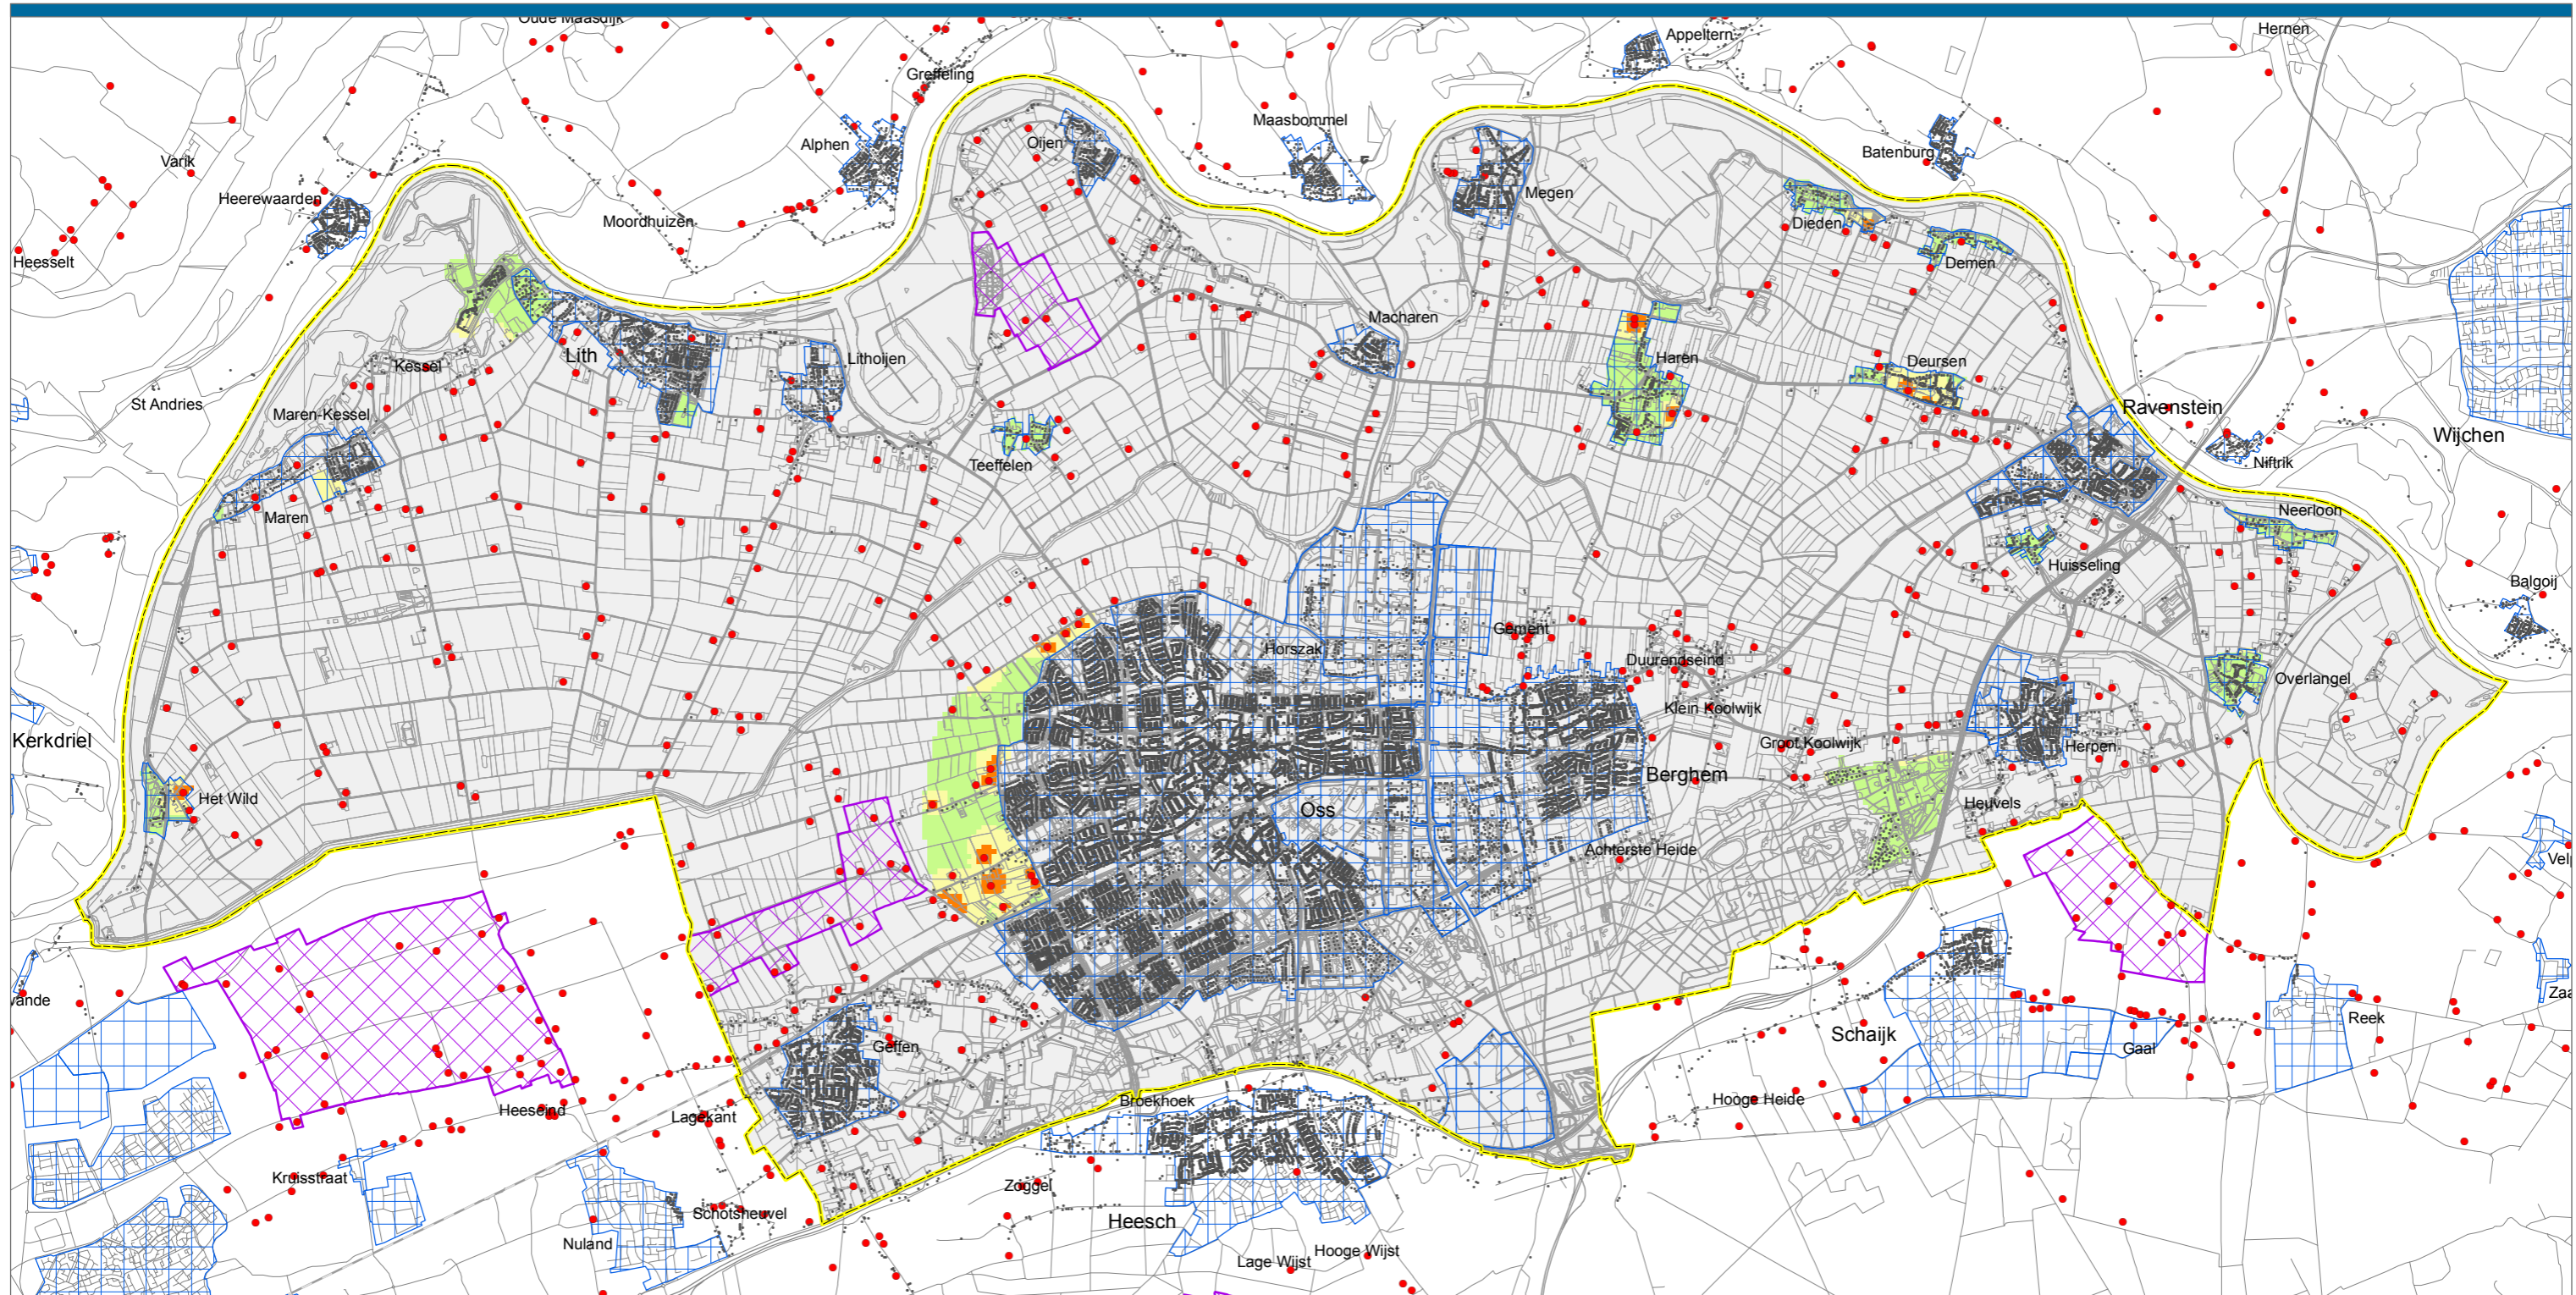 Oude Maasdijk
Hernen
Appeltern
Greffeling
Maasbommel
Alphen
Oijen
Batenburg
Varik
Megen
Heerewaarden
Moordhuizen
Dieden
Heesselt
Demen
Macharen
Lith
Lithoijen
Haren
Deursen
Kessel
St Andries
Maren-Kessel
Ravenstein
Wijchen
Teeffelen
Niftrik
Maren
Neerloon
Huisseling
Balgoij
Gement
Horszak
Duurendseind
Overlangel
Klein Koolwijk
Kerkdriel
Groot Koolwijk
Herpen
Berghem
Het Wild
Heuvels
Oss
Achterste Heide
Vel
Zaa
Reek
Schaijk
Geffen
Gaal
Hooge Heide
Broekhoek
Heeseind
Lagekant
Kruisstraat
Zoggel
Schotsheuvel
Heesch
Nuland
Hooge Wijst
Lage Wijst